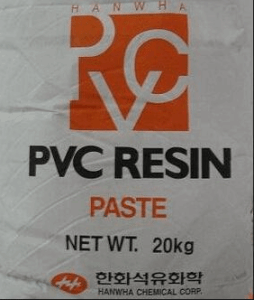 HANWHA
PVC
PVC RESIN
PASTE
NET WT. 20kg
한화석유화학
HANWHA CHEMICAL CORP.